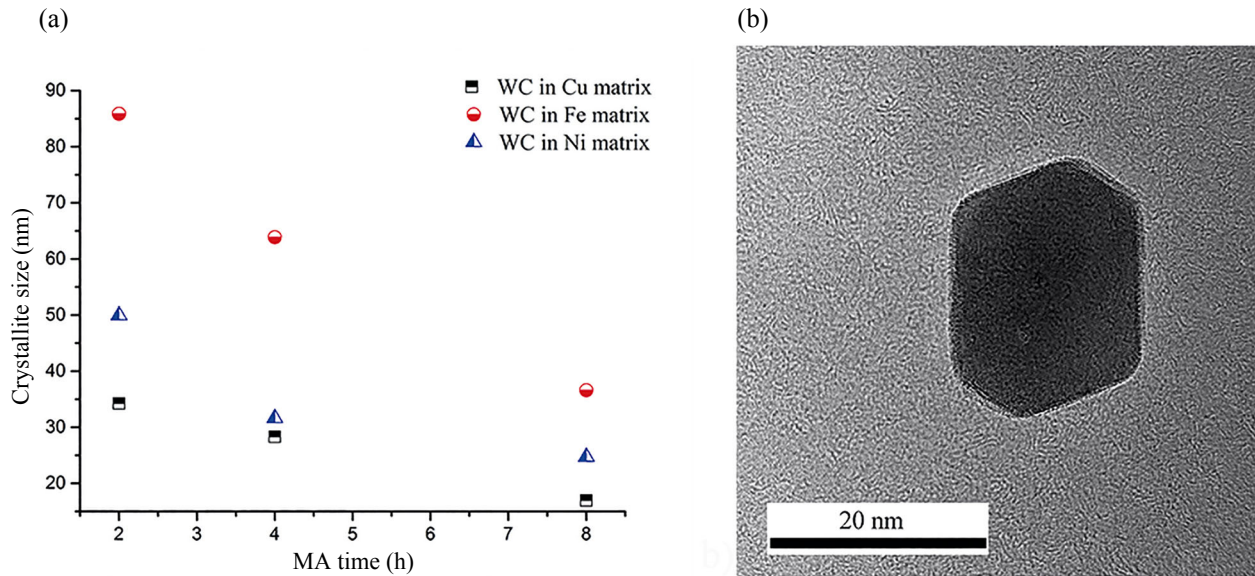 (a)
(b)
WC in Cu matrix
WC in Fe matrix
WC in Ni matrix
90
80
70
60
50
40
30
20
Crystallite size (nm)
2 3 4 5 6 7 8
MA time (h)
20 nm
b)